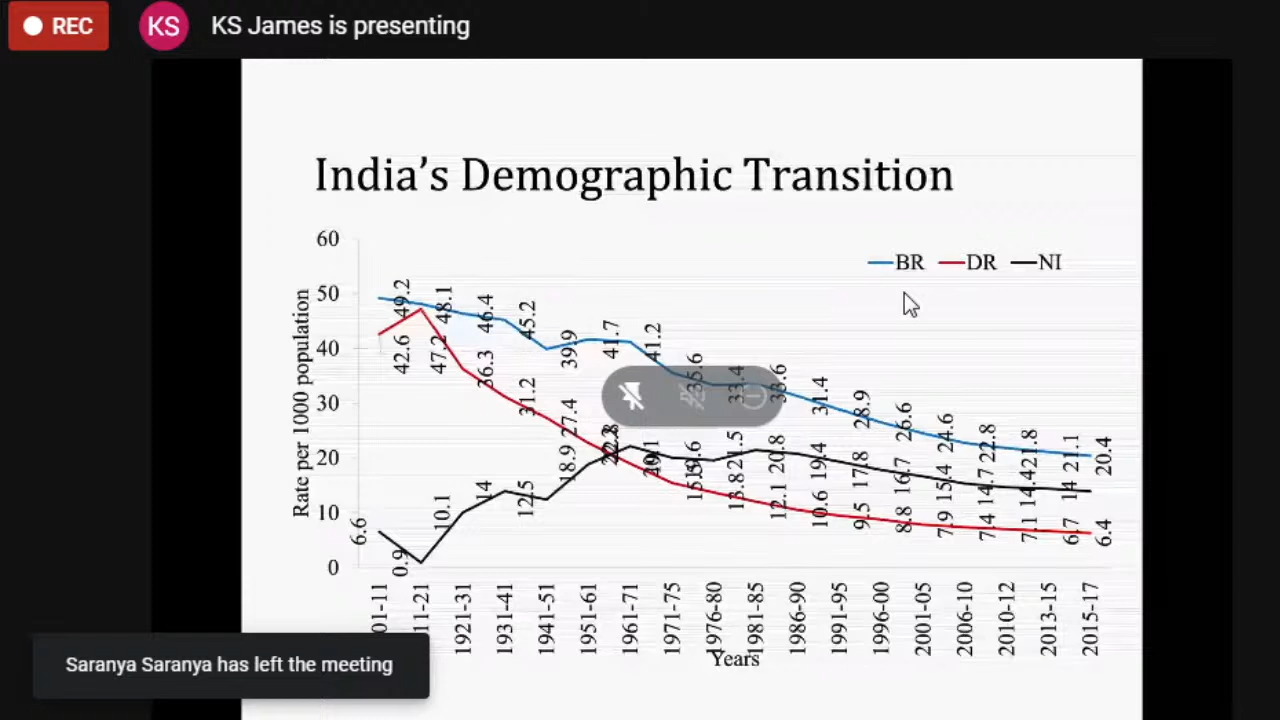 REC
KS
KS James is presenting
India’s Demographic Transition
BR DR NI
Rate per 1000 population
60
50
40
30
20
10
0
49.2 48.1 46.4 45.2 39.9 41.7 41.2 35.6 33.4 33.6 31.4 28.9 26.6 24.6 22.8 21.8 21.1 20.4
42.6 47.2 36.3 31.2 27.4 13.8 12.1 10.6 9.5 8.8 7.9 7.4 7.1 6.7 6.4
6.6 0.9 10.1 14 12.5 18.9 21.5 20.8 19.4 17.8 16.7 15.4 14.7 14.4 14
1921-31 1931-41 1941-51 1951-61 1961-71 1971-75 1976-80 1981-85 1986-90 1991-95 1996-00 2001-05 2006-10 2010-12 2013-15 2015-17
Years
Saranya Saranya has left the meeting